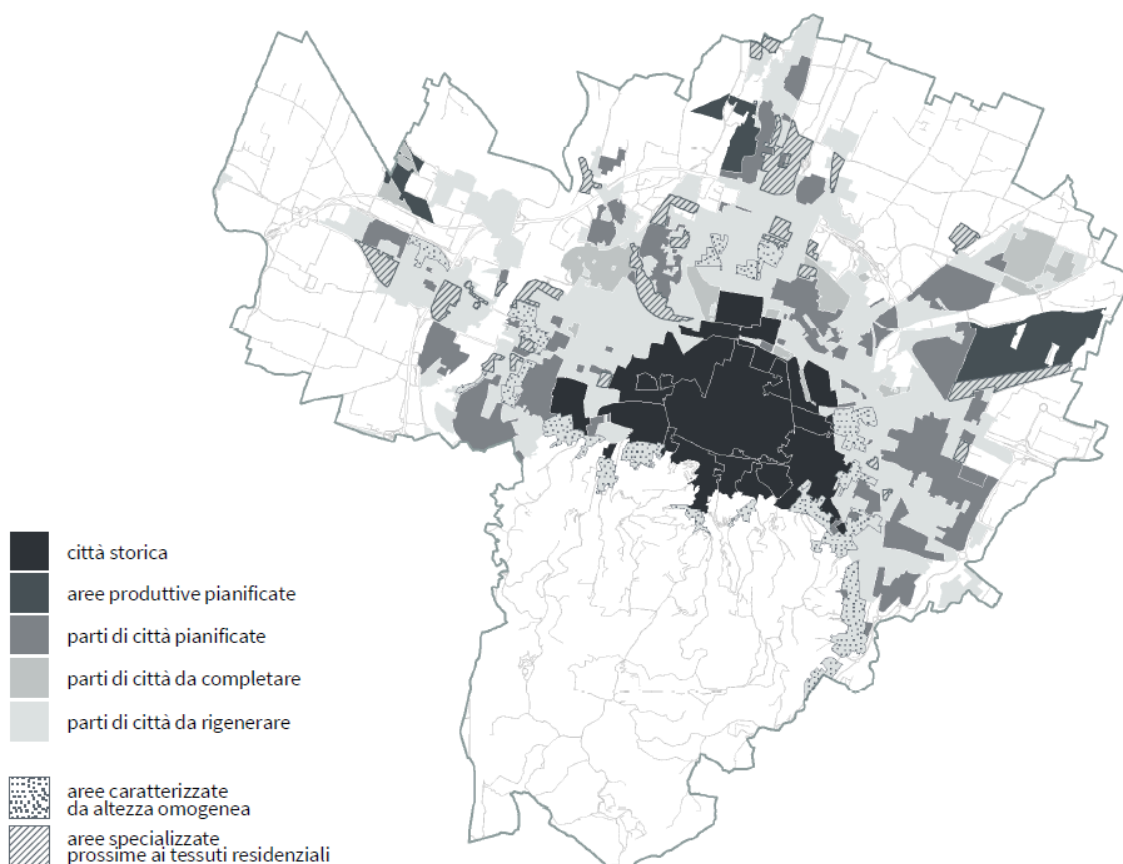 città storica
aree produttive pianificate
parti di città pianificate
parti di città da completare
parti di città da rigenerare
aree caratterizzate
da altezza omogenea
aree specializzate
prossime ai tessuti residenziali